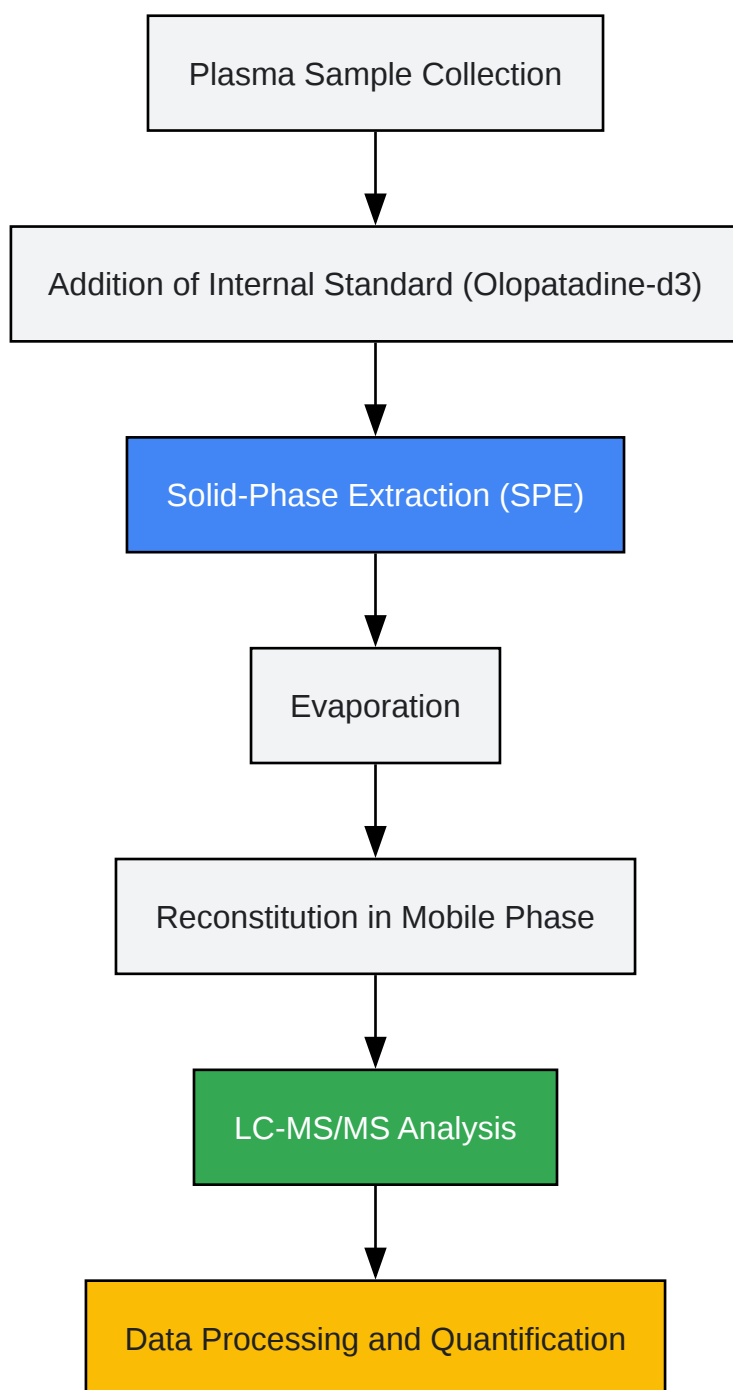 Plasma Sample Collection
Addition of Internal Standard (Olopatadine-d3)
Solid-Phase Extraction (SPE)
Evaporation
Reconstitution in Mobile Phase
LC-MS/MS Analysis
Data Processing and Quantification